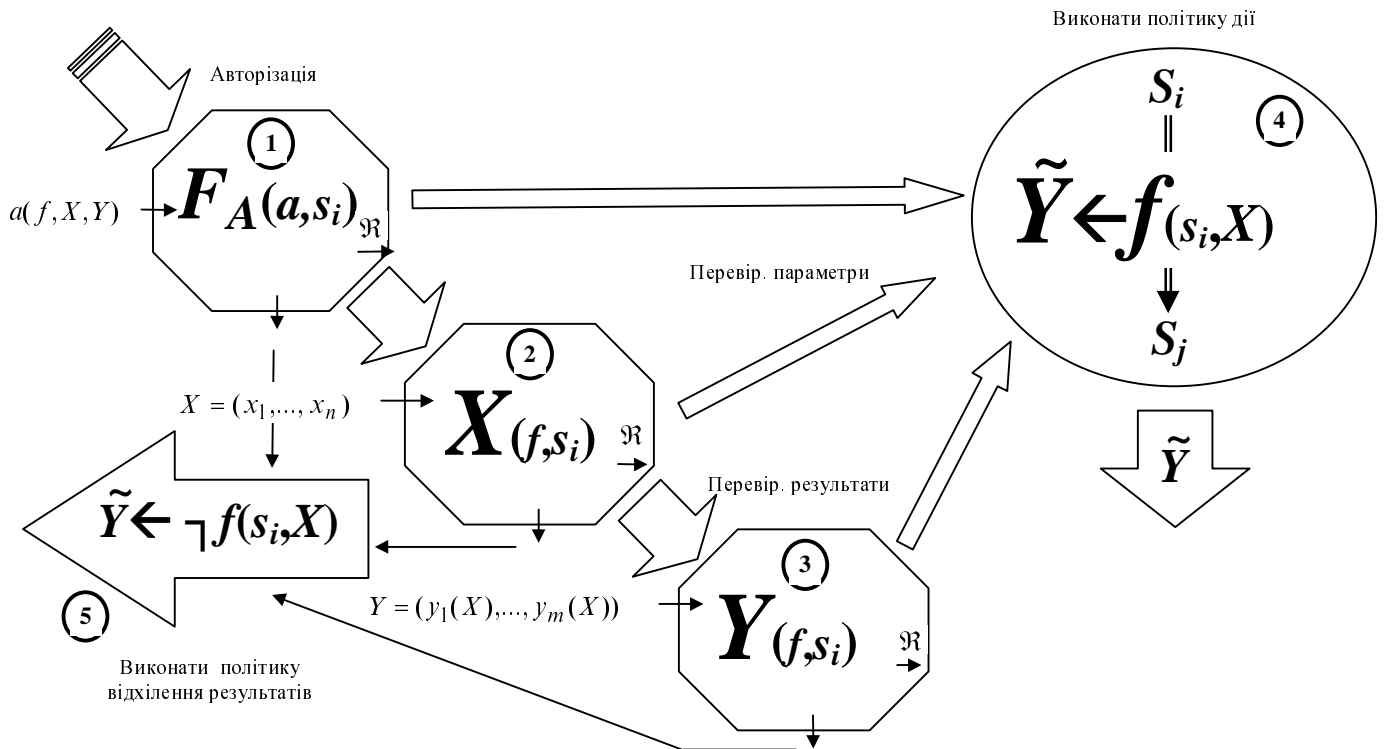 Виконати політику дії
Авторізація
1
F_A(a,s_i)
ℜ
a(f,X,Y)
S_i
4
Ỹ←f(s_i,X)
S_j
Перевір. параметри
2
X(f,s_i)
ℜ
X=(x_1,...,x_n)
Ỹ
Перевір. результати
Ỹ← ┐f(s_i,X)
3
Y(f,s_i)
ℜ
Y=(y_1(X),...,y_m(X))
5
Виконати політику
відхілення результатів